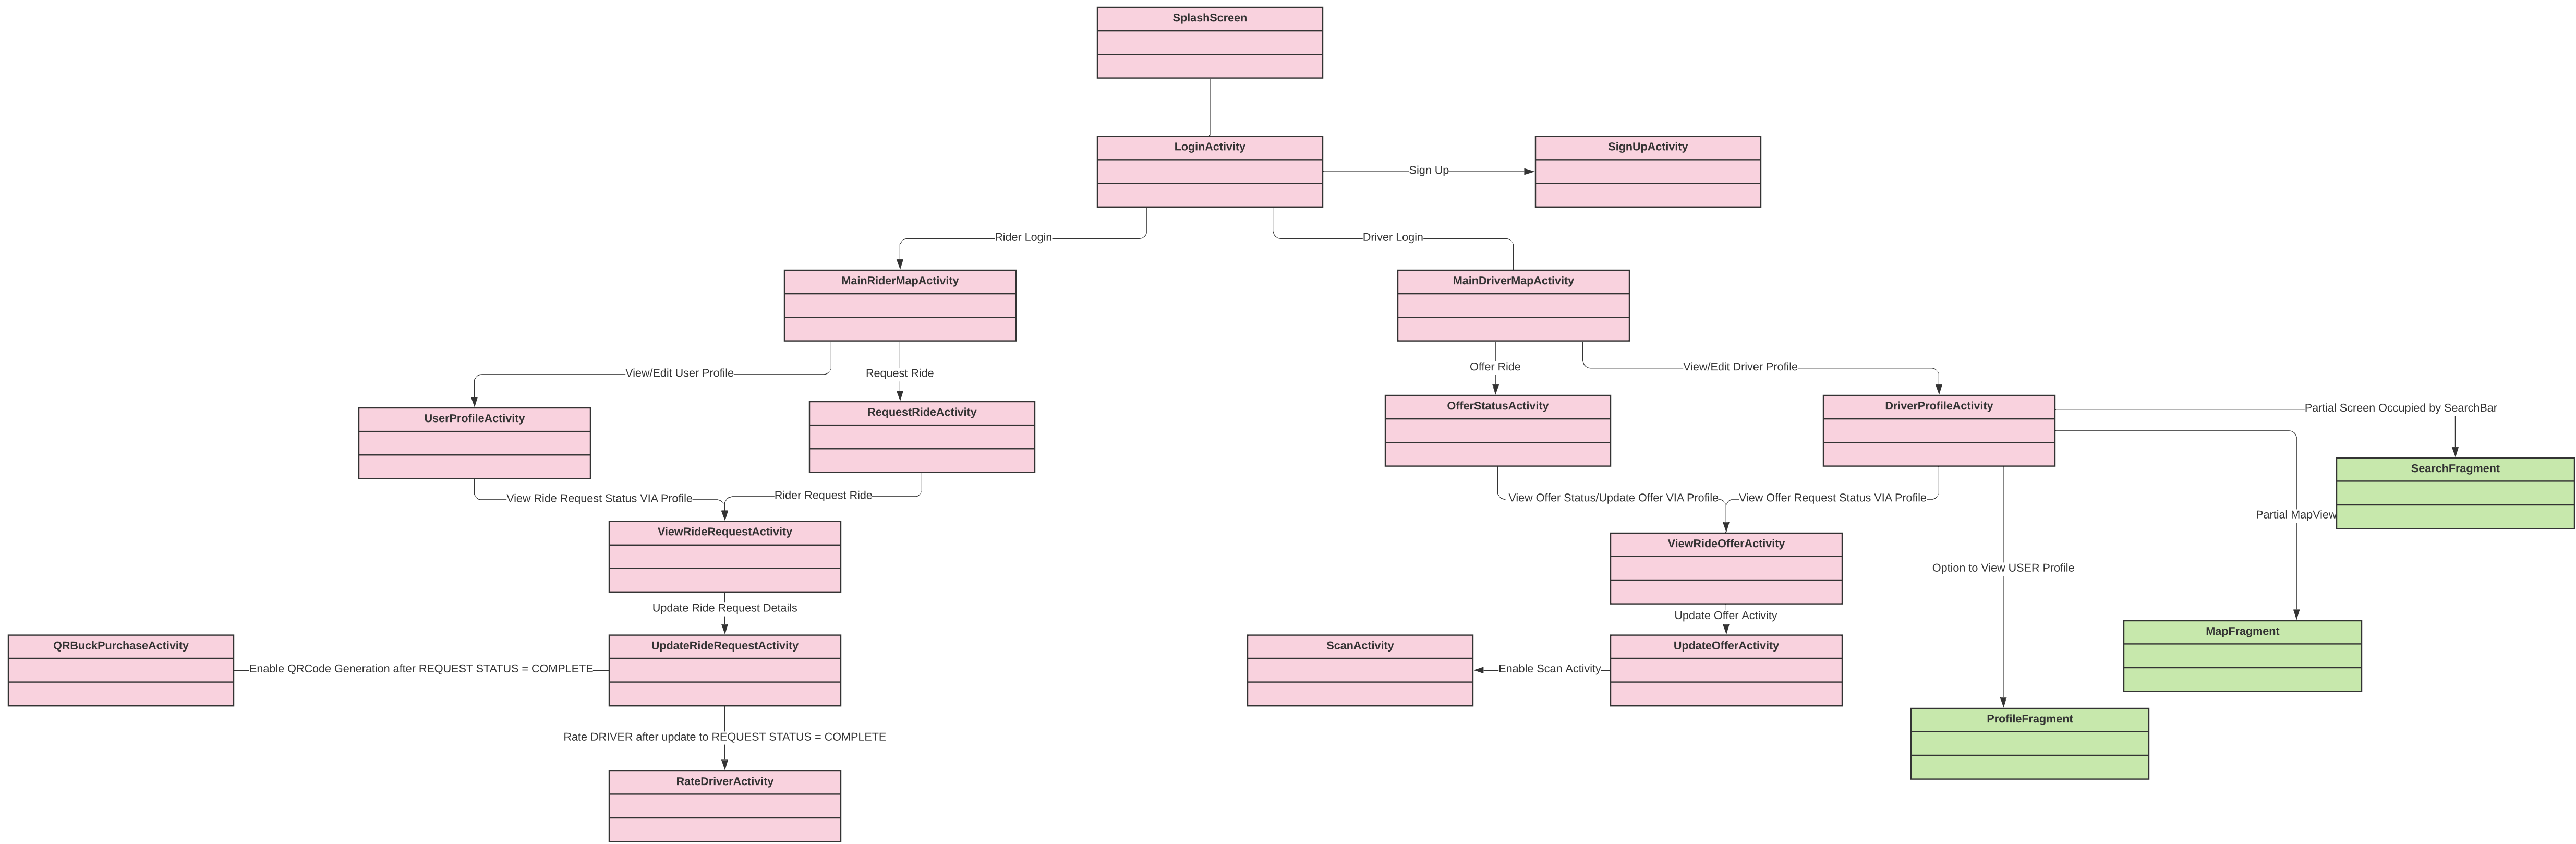 SplashScreen
LoginActivity
SignUpActivity
Sign Up
Rider Login
Driver Login
MainRiderMapActivity
MainDriverMapActivity
View/Edit User Profile
Request Ride
Offer Ride
View/Edit Driver Profile
UserProfileActivity
RequestRideActivity
OfferStatusActivity
DriverProfileActivity
Partial Screen Occupied by SearchBar
SearchFragment
View Ride Request Status VIA Profile
Rider Request Ride
View Offer Status/Update Offer VIA Profile
View Offer Request Status VIA Profile
Partial MapView
ViewRideRequestActivity
ViewRideOfferActivity
Option to View USER Profile
Update Ride Request Details
Update Offer Activity
QRBuckPurchaseActivity
Enable QRCode Generation after REQUEST STATUS = COMPLETE
UpdateRideRequestActivity
ScanActivity
Enable Scan Activity
UpdateOfferActivity
MapFragment
ProfileFragment
Rate DRIVER after update to REQUEST STATUS = COMPLETE
RateDriverActivity